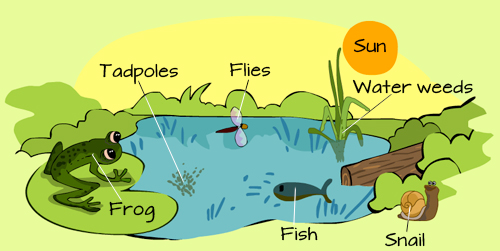 Sun
Tadpoles
Flies
Water weeds
Frog
Fish
Snail